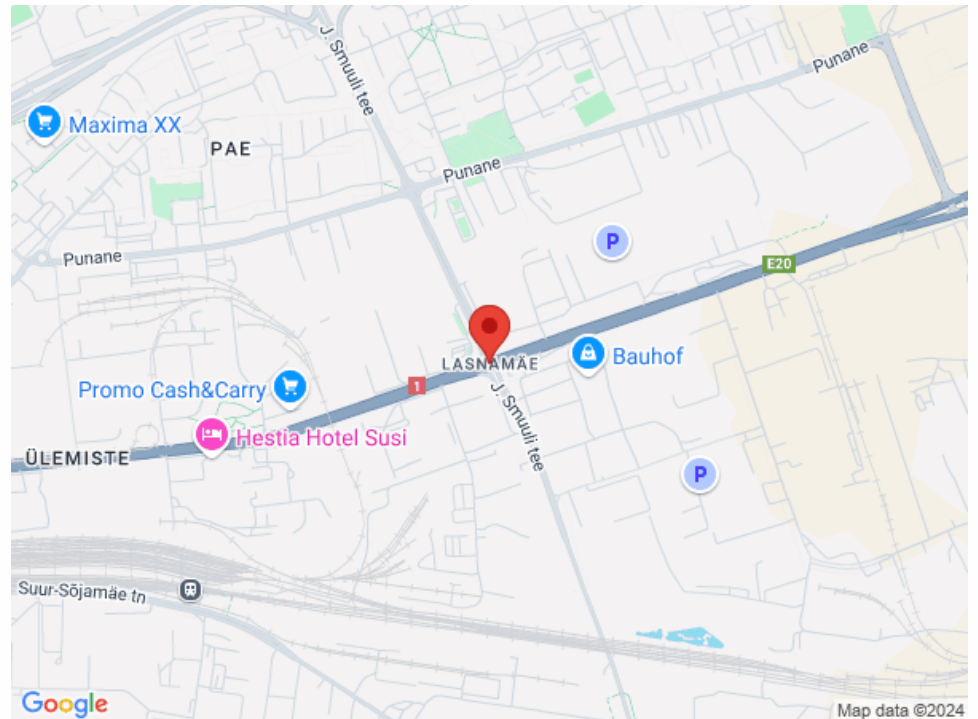 J. Smuuli tee
Punane
Maxima XX
PAE
Punane
Punane
P
E20
LASNAMÄE
Bauhof
1
Promo Cash&Carry
J. Smuuli tee
Hestia Hotel Susi
ÜLEMISTE
P
Suur-Sõjamäe tn
Google
Map data ©2024